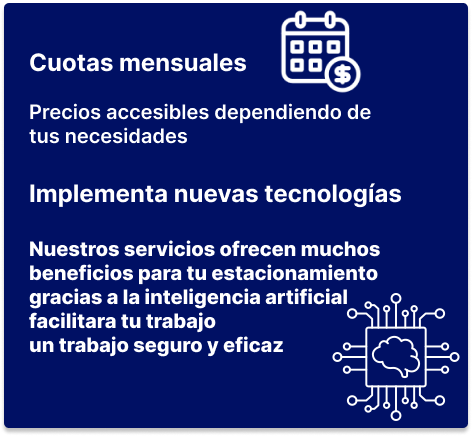 Cuotas mensuales
Precios accesibles dependiendo de
tus necesidades
Implementa nuevas tecnologías
Nuestros servicios ofrecen muchos
beneficios para tu estacionamiento
gracias a la inteligencia artificial
facilitara tu trabajo
un trabajo seguro y eficaz
$